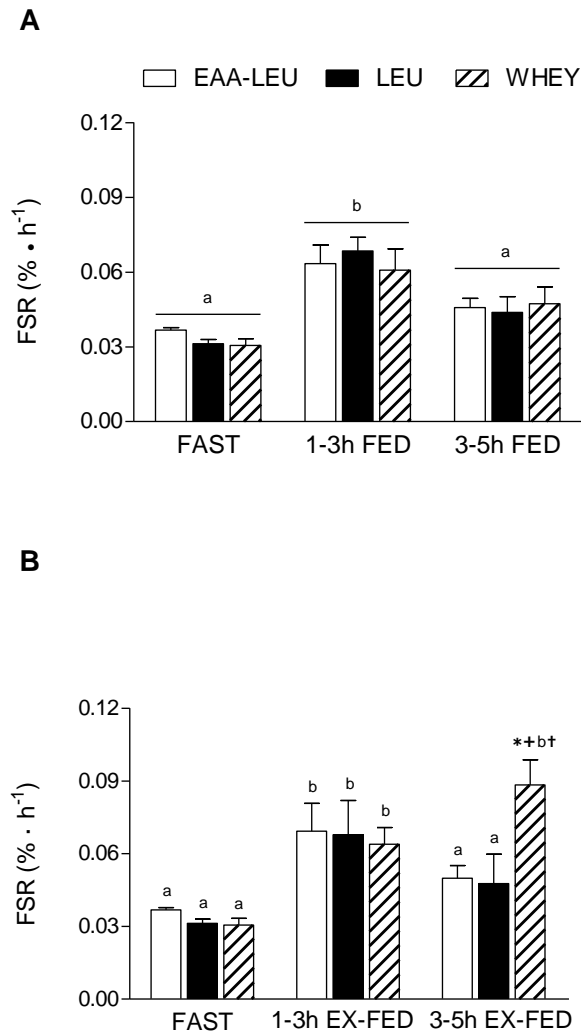 A
EAA-LEU LEU WHEY
0.12
0.09
0.06
0.03
0.00
FSR (% • h-1)
a
b
a
FAST 1-3h FED 3-5h FED
B
0.12
0.09
0.06
0.03
0.00
FSR (% · h-1)
a a a
b b b
a a *+b†
FAST 1-3h EX-FED 3-5h EX-FED